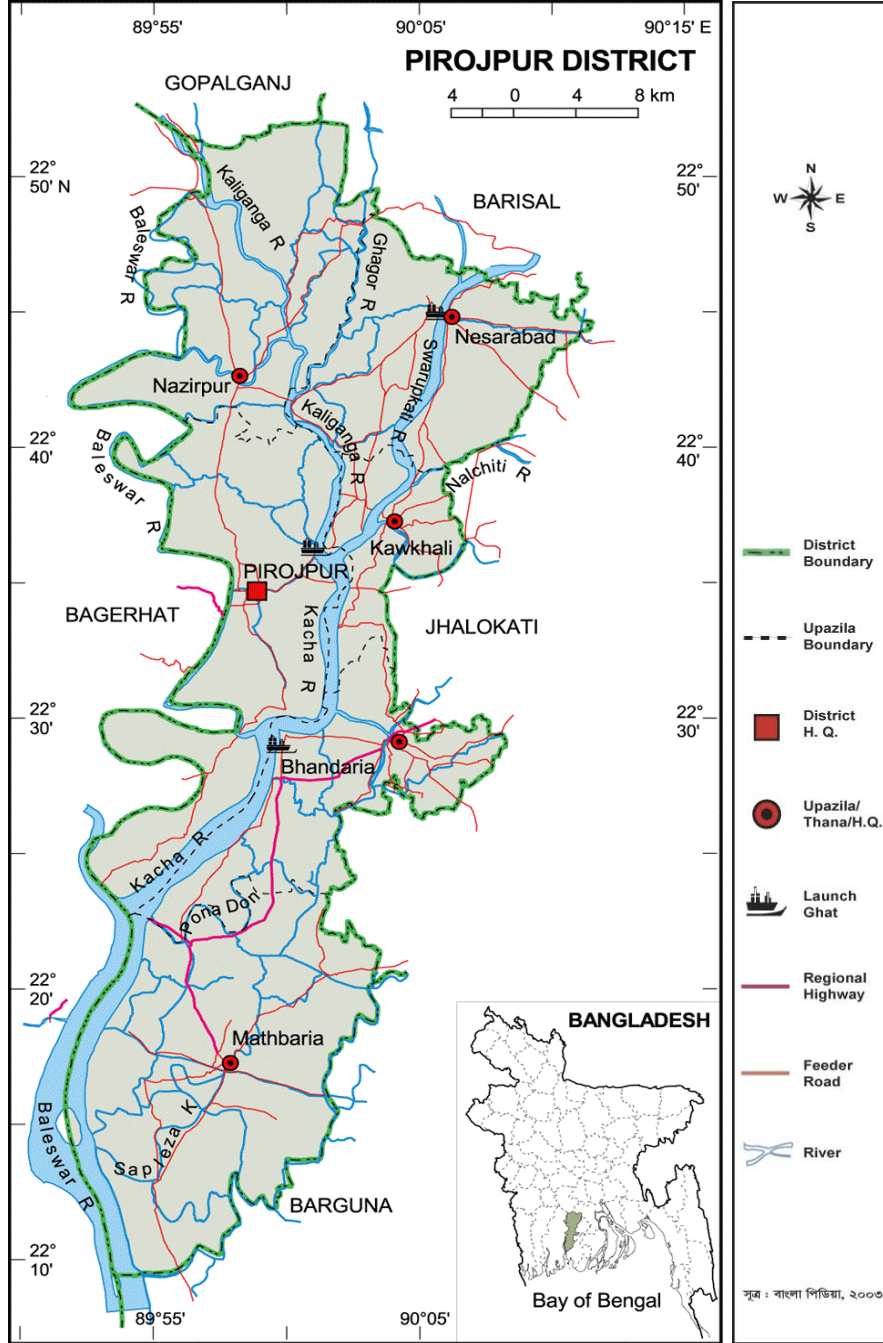 89°55'
90°05'
90°15' E
PIROJPUR DISTRICT
GOPALGANJ
4 0 4 8 km
22°
50' N
22°
50'
N
W E
S
BARISAL
Kaliganga R
Baleswar R
Ghagor R
Nesarabad
Swarupkati R
Nazirpur
Kaliganga R
22°
40'
22°
40'
Baleswar R
Nalchiti R
Kawkhali
PIROJPUR
BAGERHAT
Kacha R
JHALOKATI
22°
30'
22°
30'
Bhandaria
Kacha R
Pona Don'
22°
20'
Mathbaria
Sapleza K
Baleswar R
BARGUNA
22°
10'
89°55'
90°05'
BANGLADESH
Bay of Bengal
District
Boundary
Upazila
Boundary
District
H. Q.
Upazila/
Thana/H.Q.
Launch
Ghat
Regional
Highway
Feeder
Road
River
সূত্র : বাংলা পিডিয়া, ২০০৩